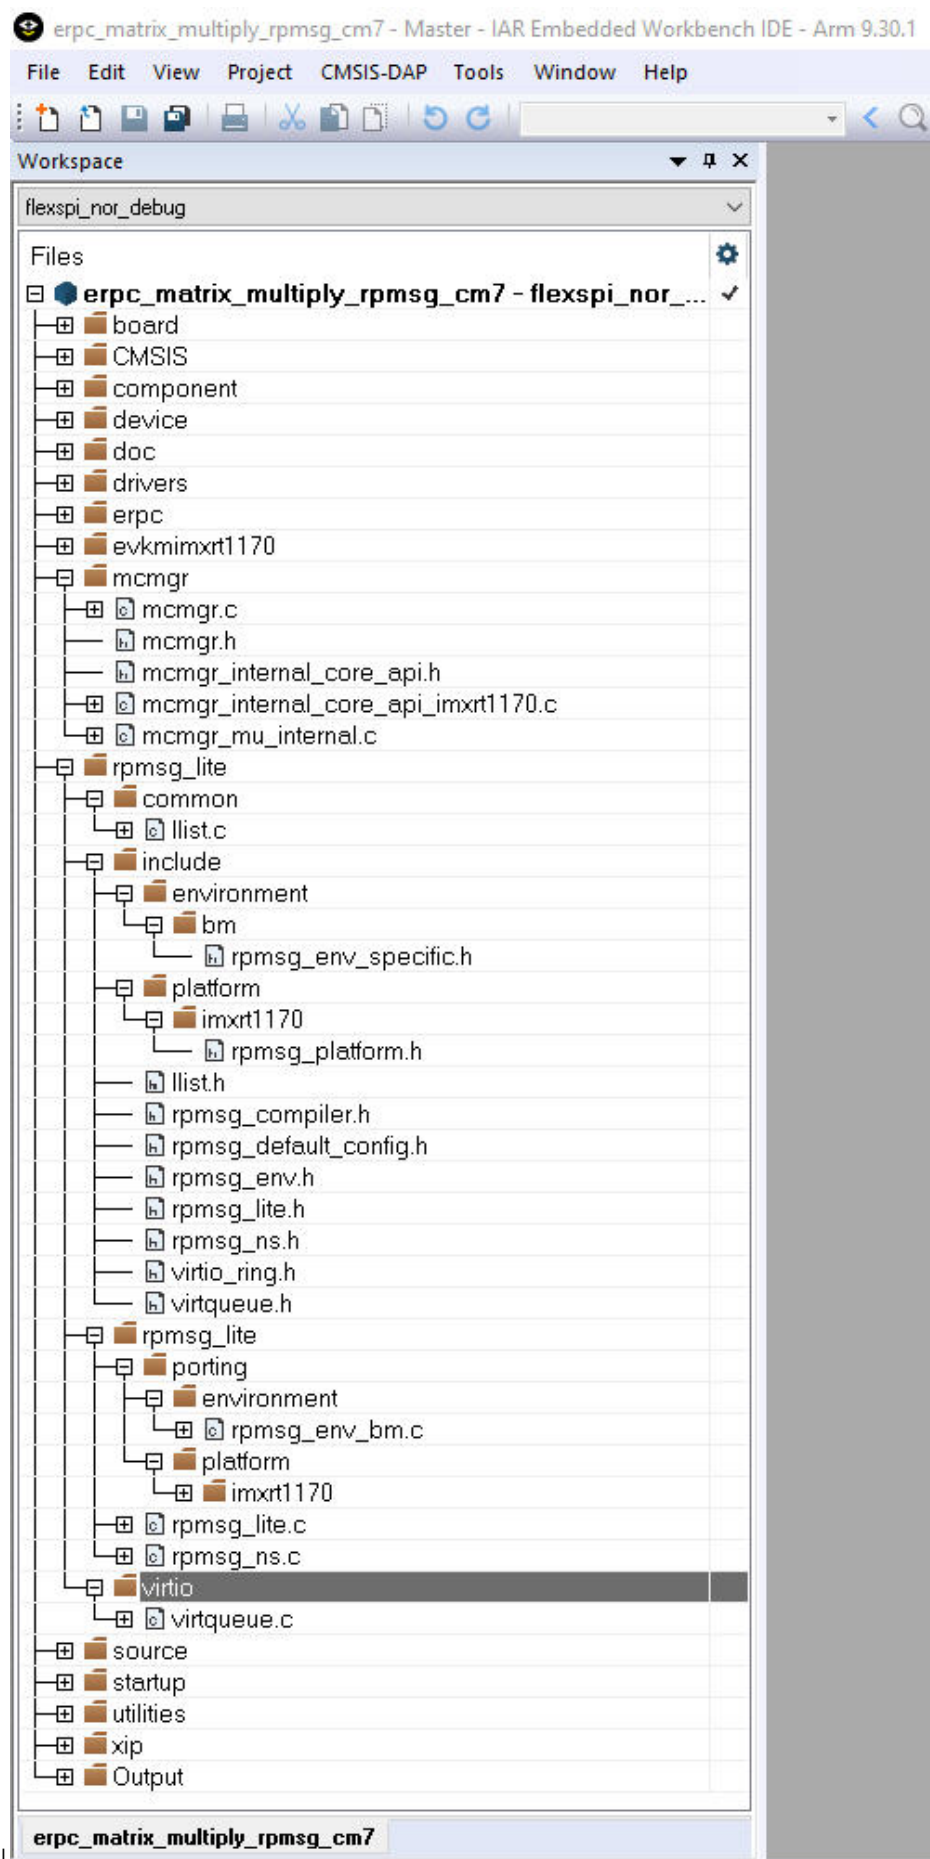 erpc_matrix_multiply_rpmsg_cm7 - Master - IAR Embedded Workbench IDE - Arm 9.30.1
File Edit View Project CMSIS-DAP Tools Window Help
Workspace
flexspi_nor_debug
Files
erpc_matrix_multiply_rpmsg_cm7 - flexspi_nor_...
board
CMSIS
component
device
doc
drivers
erpc
evkmimxrt1170
mcmgr
mcmgr.c
mcmgr.h
mcmgr_internal_core_api.h
mcmgr_internal_core_api_imxrt1170.c
mcmgr_mu_internal.c
rpmsg_lite
common
llist.c
include
environment
bm
rpmsg_env_specific.h
platform
imxrt1170
rpmsg_platform.h
llist.h
rpmsg_compiler.h
rpmsg_default_config.h
rpmsg_env.h
rpmsg_lite.h
rpmsg_ns.h
virtio_ring.h
virtqueue.h
rpmsg_lite
porting
environment
rpmsg_env_bm.c
platform
imxrt1170
rpmsg_lite.c
rpmsg_ns.c
virtio
virtqueue.c
source
startup
utilities
xip
Output
erpc_matrix_multiply_rpmsg_cm7